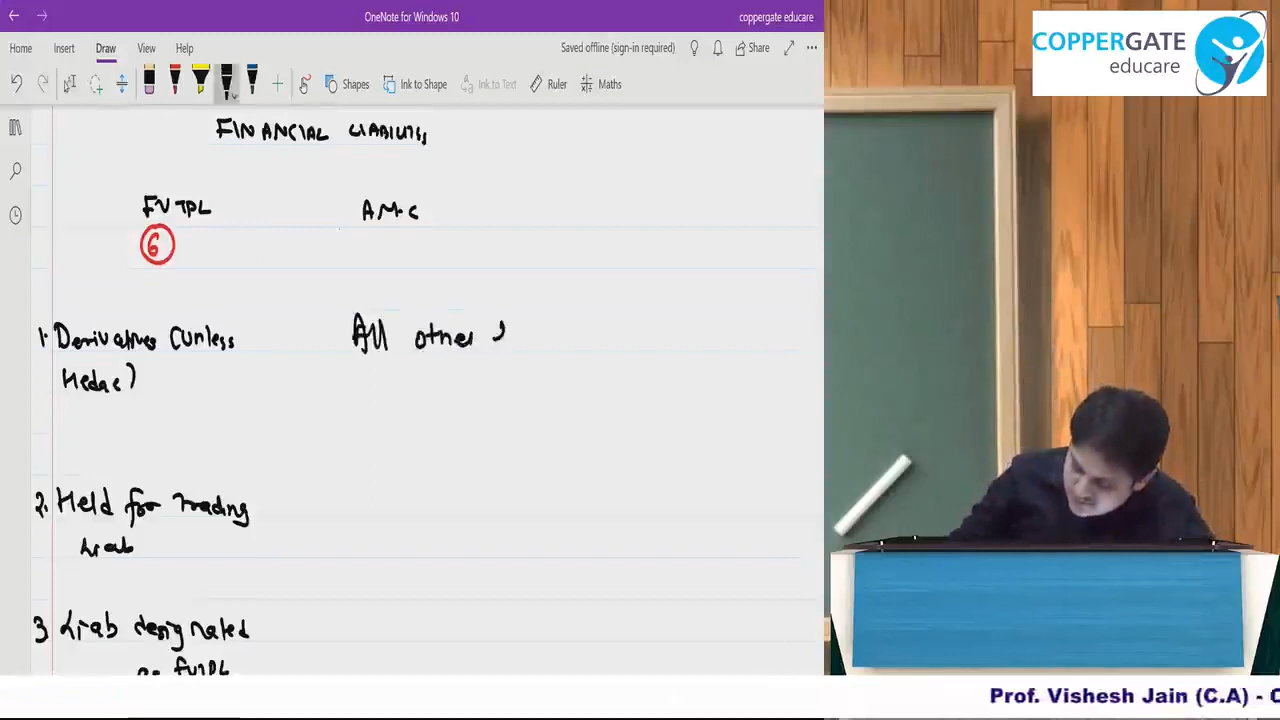 OneNote for Windows 10
coppergate educare
Home Insert Draw View Help
Saved offline (sign-in required)
Share
Shapes
Ink to Shape
Ink to Text
Ruler
Maths
COPPERGATE
educare
FINANCIAL LIABILITY
FVTPL AMC
6
1. Derivatives (unless
Hedge)
All other
2. Held for Trading
Liab
3. Liab designated
as FVTPL
Prof. Vishesh Jain (C.A) - C